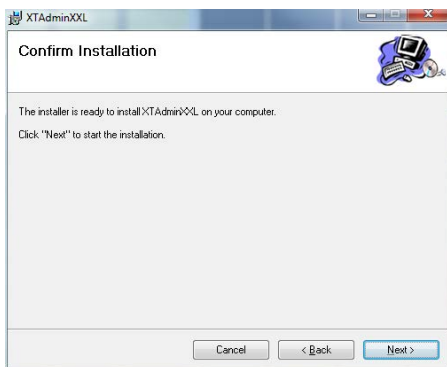 XTAdminXXL
Confirm Installation
The installer is ready to install XTAdminXXL on your computer.
Click "Next" to start the installation.
Cancel
< Back
Next >